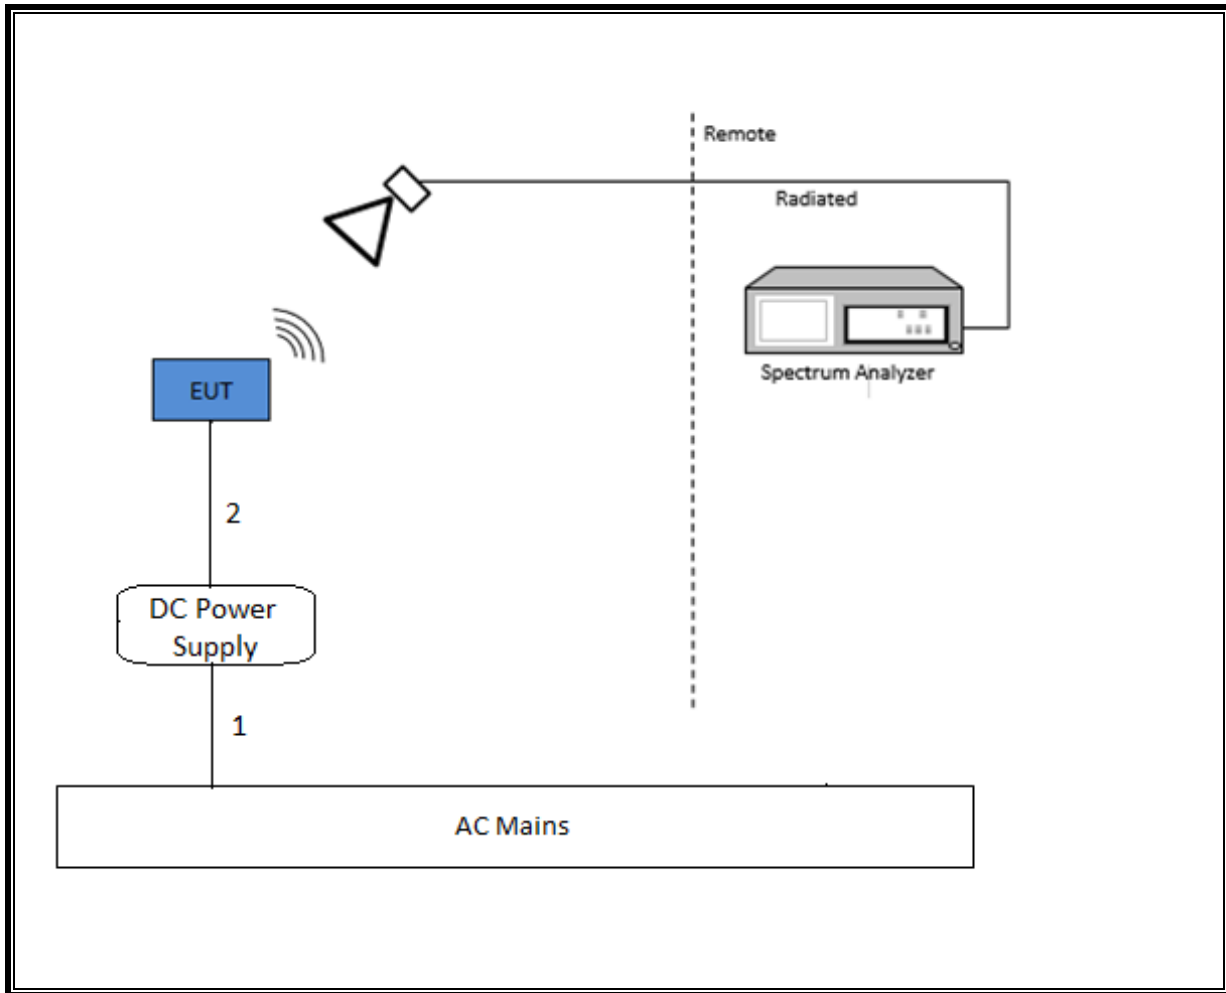 Remote
Radiated
Spectrum Analyzer
EUT
2
DC Power
Supply
1
AC Mains